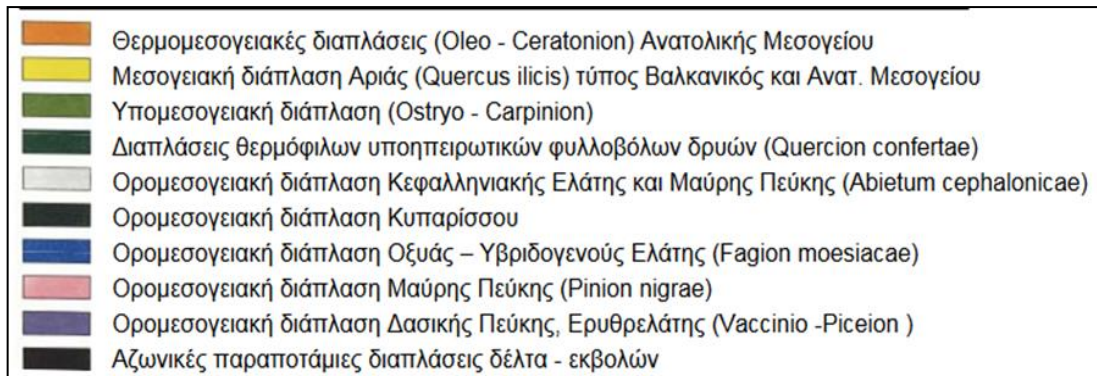 Θερμομεσογειακές διαπλάσεις (Oleo - Ceratonion) Ανατολικής Μεσογείου
Μεσογειακή διάπλαση Αριάς (Quercus ilicis) τύπος Βαλκανικός και Ανατ. Μεσογείου
Υπομεσογειακή διάπλαση (Ostryo - Carpinion)
Διαπλάσεις θερμόφιλων υποηπειρωτικών φυλλοβόλων δρυών (Quercion confertae)
Ορομεσογειακή διάπλαση Κεφαλληνιακής Ελάτης και Μαύρης Πεύκης (Abietum cephalonicae)
Ορομεσογειακή διάπλαση Κυπαρίσσου
Ορομεσογειακή διάπλαση Οξυάς – Υβριδογενούς Ελάτης (Fagion moesiacae)
Ορομεσογειακή διάπλαση Μαύρης Πεύκης (Pinion nigrae)
Ορομεσογειακή διάπλαση Δασικής Πεύκης, Ερυθρελάτης (Vaccinio -Piceion )
Αζωνικές παραποτάμιες διαπλάσεις δέλτα - εκβολών